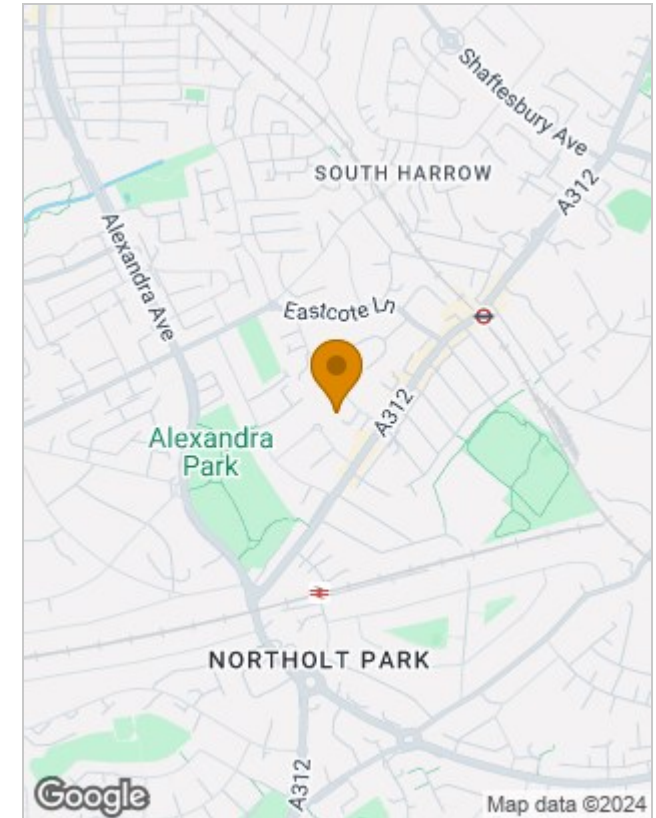 Shaftesbury Ave
SOUTH HARROW
A312
Alexandra Ave
Eastcote Ln
A312
Alexandra
Park
NORTHOLT PARK
A312
Google
Map data ©2024